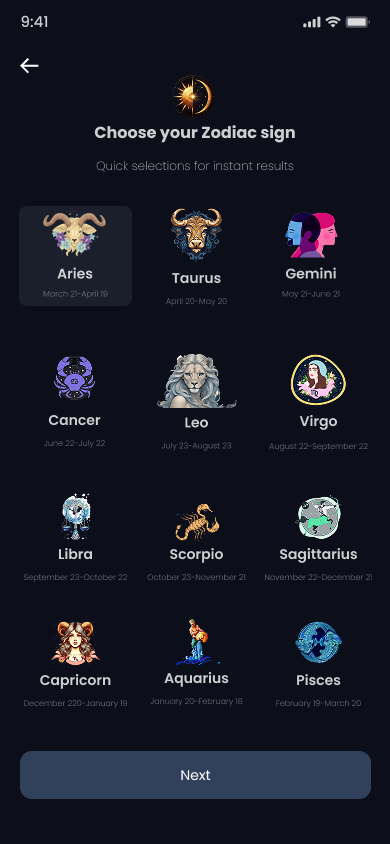 9:41
Choose your Zodiac sign
Quick selections for instant results
Aries
March 21-April 19
Taurus
April 20-May 20
Gemini
May 21-June 21
Cancer
June 22-July 22
Leo
July 23-August 23
Virgo
August 22-September 22
Libra
September 23-October 22
Scorpio
October 23-November 21
Sagittarius
November 22-December 21
Capricorn
December 220-January 19
Aquarius
January 20-February 18
Pisces
February 19-March 20
Next